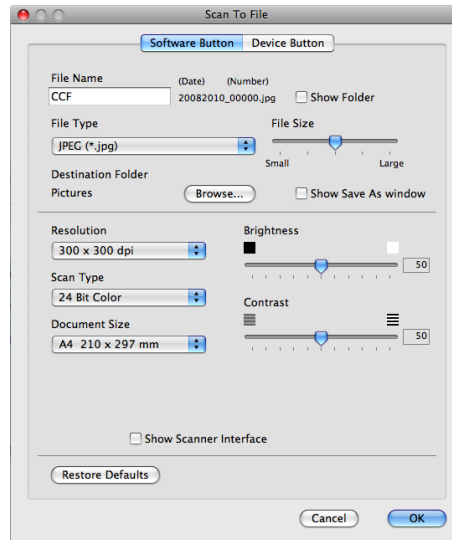 Scan To File
Software Button Device Button
File Name (Date) (Number)
CCF 20082010_00000.jpg Show Folder
File Type File Size
JPEG (*.jpg)
Small Large
Destination Folder
Pictures Browse... Show Save As window
Resolution Brightness
300 x 300 dpi
50
Scan Type
24 Bit Color
Contrast
Document Size
50
A4 210 x 297 mm
Show Scanner Interface
Restore Defaults
Cancel OK